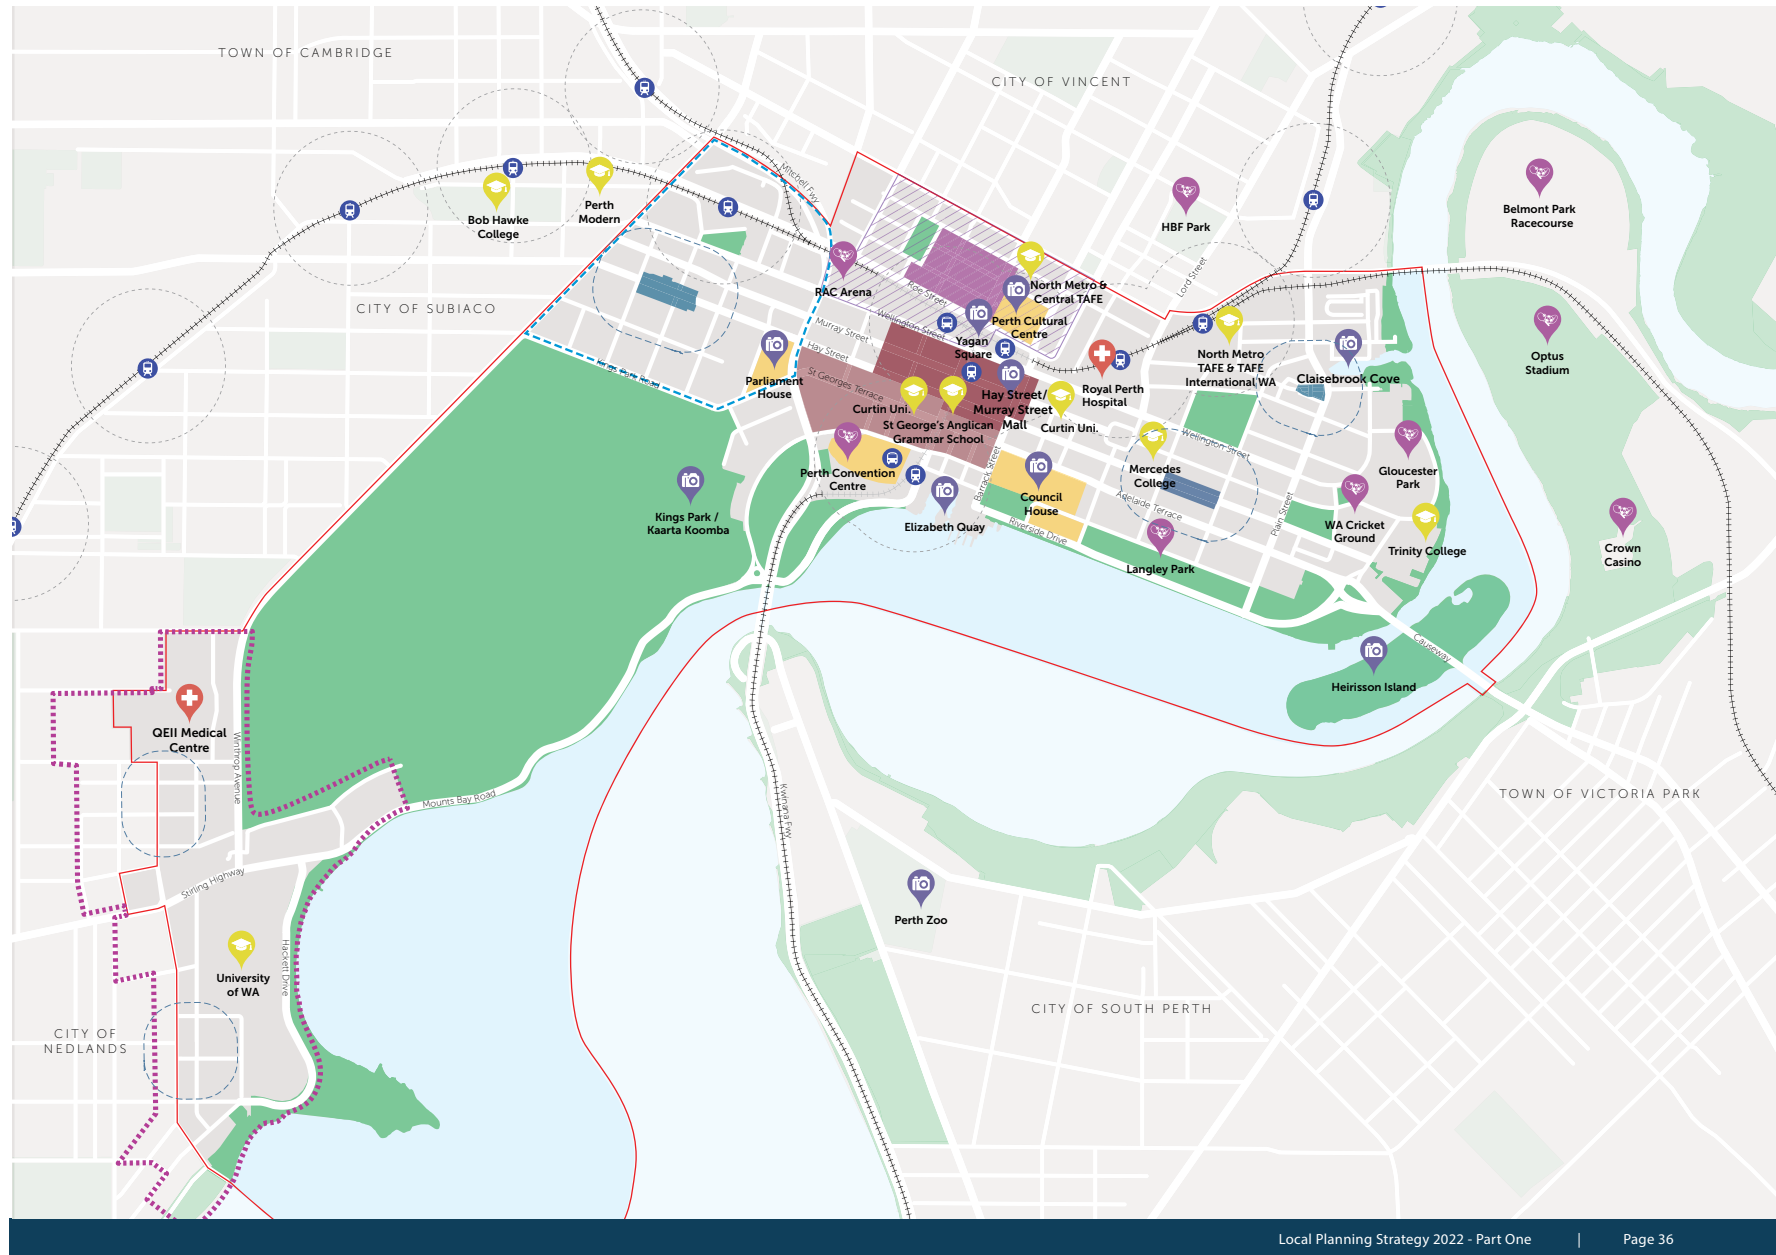 TOWN OF CAMBRIDGE
CITY OF VINCENT
Mitchell Fwy
Bob Hawke
College
Perth
Modern
HBF Park
Belmont Park
Racecourse
CITY OF SUBIACO
RAC Arena
Lord Street
Roe Street
North Metro &
Central TAFE
Wellington Street
Murray Street
Hay Street
Perth Cultural
Centre
Yagan
Square
Optus
Stadium
North Metro
TAFE & TAFE
International WA
Claisebrook Cove
Kings Park Road
Parliament
House
St Georges Terrace
Royal Perth
Hospital
Hay Street/
Murray Street
Mall
Curtin Uni.
St George's Anglican
Grammar School
Curtin Uni.
Wellington Street
Mercedes
College
Gloucester
Park
Perth Convention
Centre
Barrack Street
Council
House
Adelaide Terrace
Plain Street
Kings Park /
Kaarta Koomba
Elizabeth Quay
Riverside Drive
WA Cricket
Ground
Trinity College
Langley Park
Crown
Casino
Causeway
Heirisson Island
QEII Medical
Centre
Winthrop Avenue
Mounts Bay Road
Kwinana Fwy
TOWN OF VICTORIA PARK
Stirling Highway
Perth Zoo
Hackett Drive
University
of WA
CITY OF SOUTH PERTH
CITY OF
NEDLANDS
Local Planning Strategy 2022 - Part One | Page 36